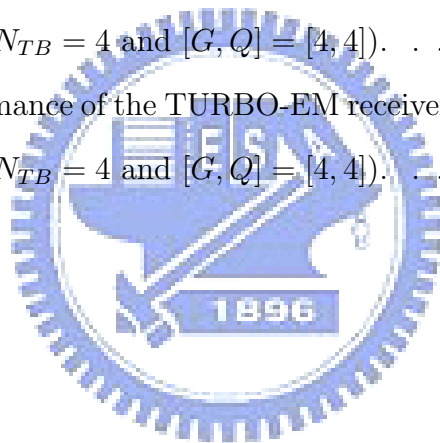 N_{TB} = 4 and [G, Q] = [4, 4]). . .
mance of the TURBO-EM receive
N_{TB} = 4 and [G, Q] = [4, 4]). . .
E S A
1896